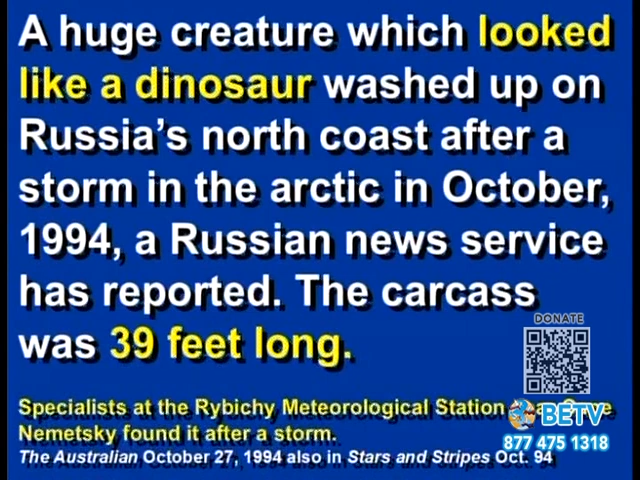 A huge creature which looked
like a dinosaur washed up on
Russia's north coast after a
storm in the arctic in October,
1994, a Russian news service
has reported. The carcass
was 39 feet long.
DONATE
Specialists at the Rybichy Meteorological Station
Nemetsky found it after a storm.
BETV
877 475 1318
The Australian October 27, 1994 also in Stars and Stripes Oct. 94